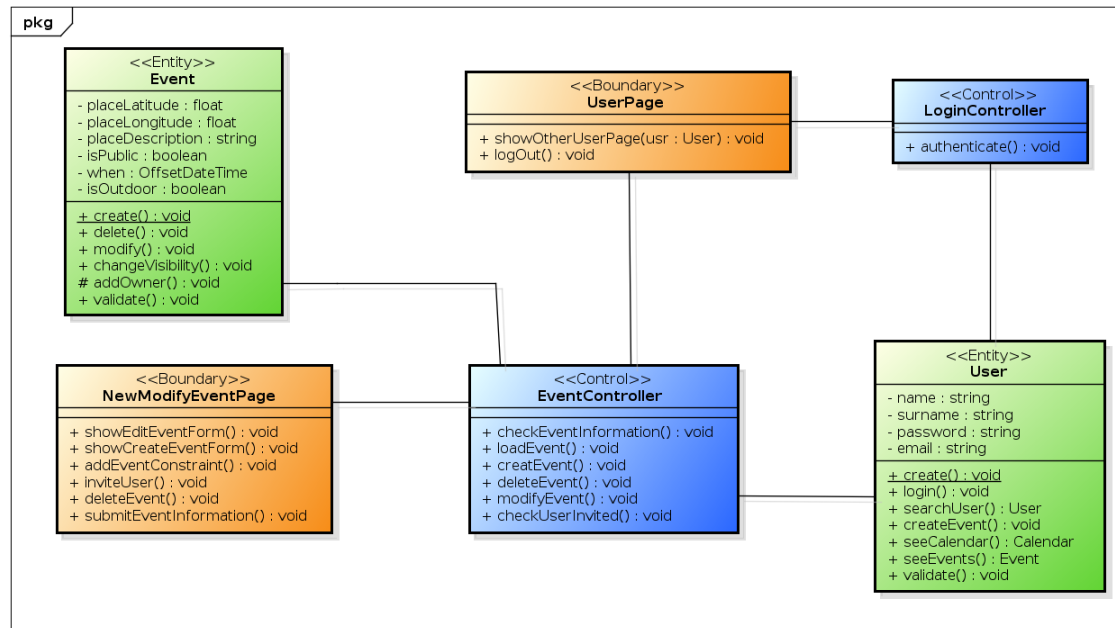 pkg
<<Entity>>
Event
- placeLatitude : float
- placeLongitude : float
- placeDescription : string
- isPublic : boolean
- when : OffsetDateTime
- isOutdoor : boolean
+ create() : void
+ delete() : void
+ modify() : void
+ changeVisibility() : void
# addOwner() : void
+ validate() : void
<<Boundary>>
UserPage
+ showOtherUserPage(usr : User) : void
+ logOut() : void
<<Control>>
LoginController
+ authenticate() : void
<<Boundary>>
NewModifyEventPage
+ showEditEventForm() : void
+ showCreateEventForm() : void
+ addEventConstraint() : void
+ inviteUser() : void
+ deleteEvent() : void
+ submitEventInformation() : void
<<Control>>
EventController
+ checkEventInformation() : void
+ loadEvent() : void
+ creatEvent() : void
+ deleteEvent() : void
+ modifyEvent() : void
+ checkUserInvited() : void
<<Entity>>
User
- name : string
- surname : string
- password : string
- email : string
+ create() : void
+ login() : void
+ searchUser() : User
+ createEvent() : void
+ seeCalendar() : Calendar
+ seeEvents() : Event
+ validate() : void